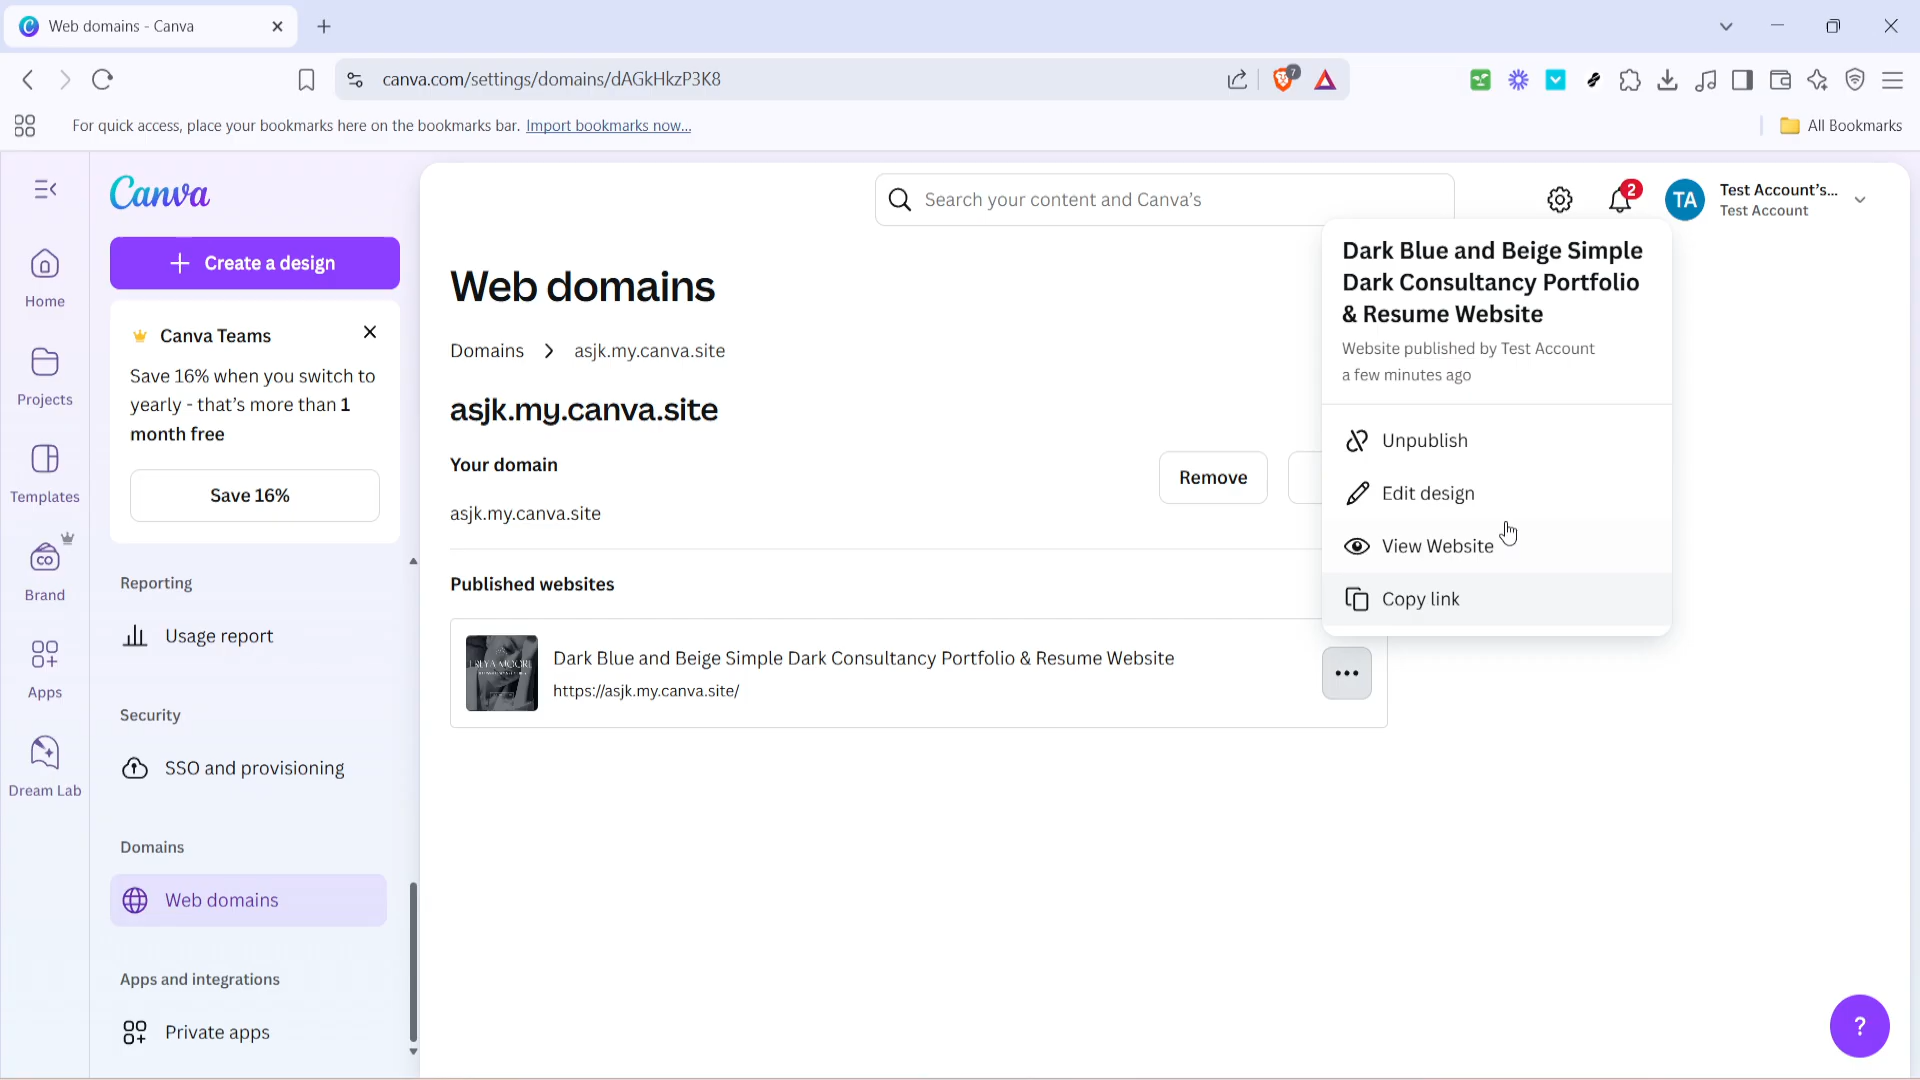 Web domains - Canva
canva.com/settings/domains/dAGkHkzP3K8
7
For quick access, place your bookmarks here on the bookmarks bar. Import bookmarks now...
All Bookmarks
Canva
Search your content and Canva's
2
TA
Test Account's...
Test Account
Create a design
Home
Canva Teams
Save 16% when you switch to
yearly - that's more than 1
month free
Save 16%
Projects
Templates
CO
Brand
Apps
Dream Lab
Reporting
Usage report
Security
SSO and provisioning
Domains
Web domains
Apps and integrations
Private apps
Web domains
Domains > asjk.my.canva.site
asjk.my.canva.site
Your domain
Remove
asjk.my.canva.site
Published websites
Dark Blue and Beige Simple Dark Consultancy Portfolio & Resume Website
https://asjk.my.canva.site/
Dark Blue and Beige Simple
Dark Consultancy Portfolio
& Resume Website
Website published by Test Account
a few minutes ago
Unpublish
Edit design
View Website
Copy link
?